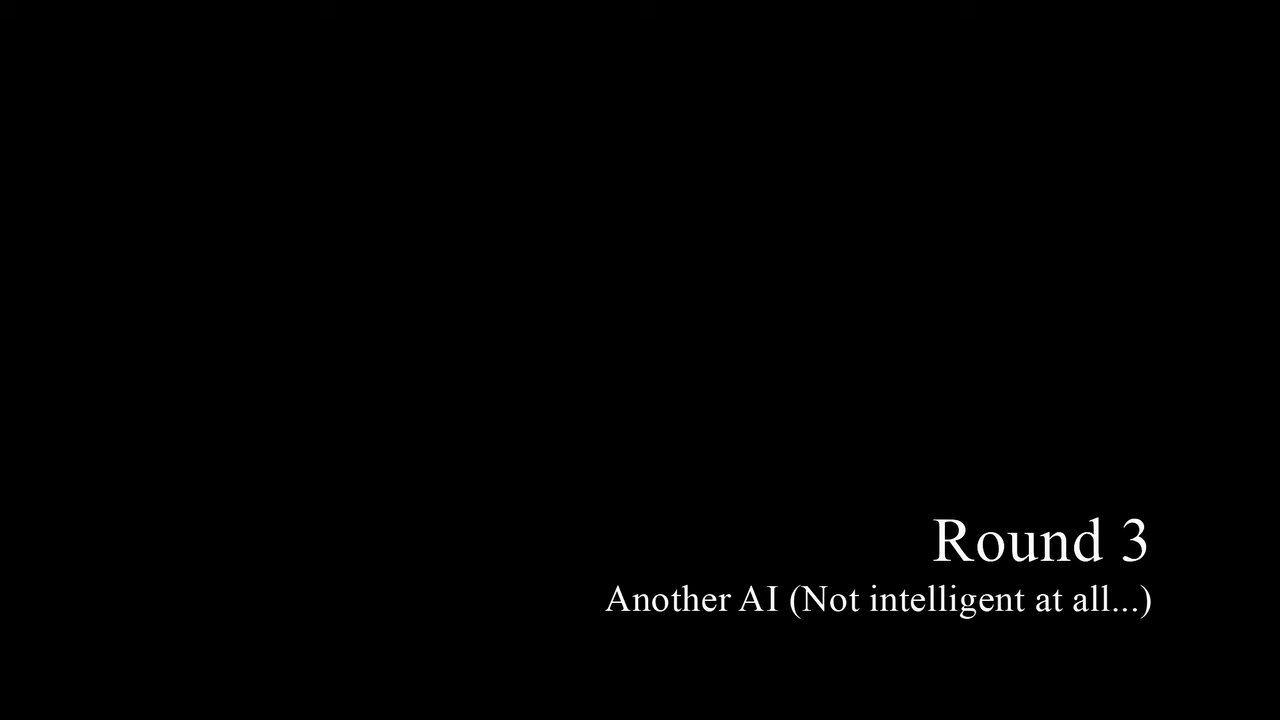 Round 3
Another AI (Not intelligent at all...)